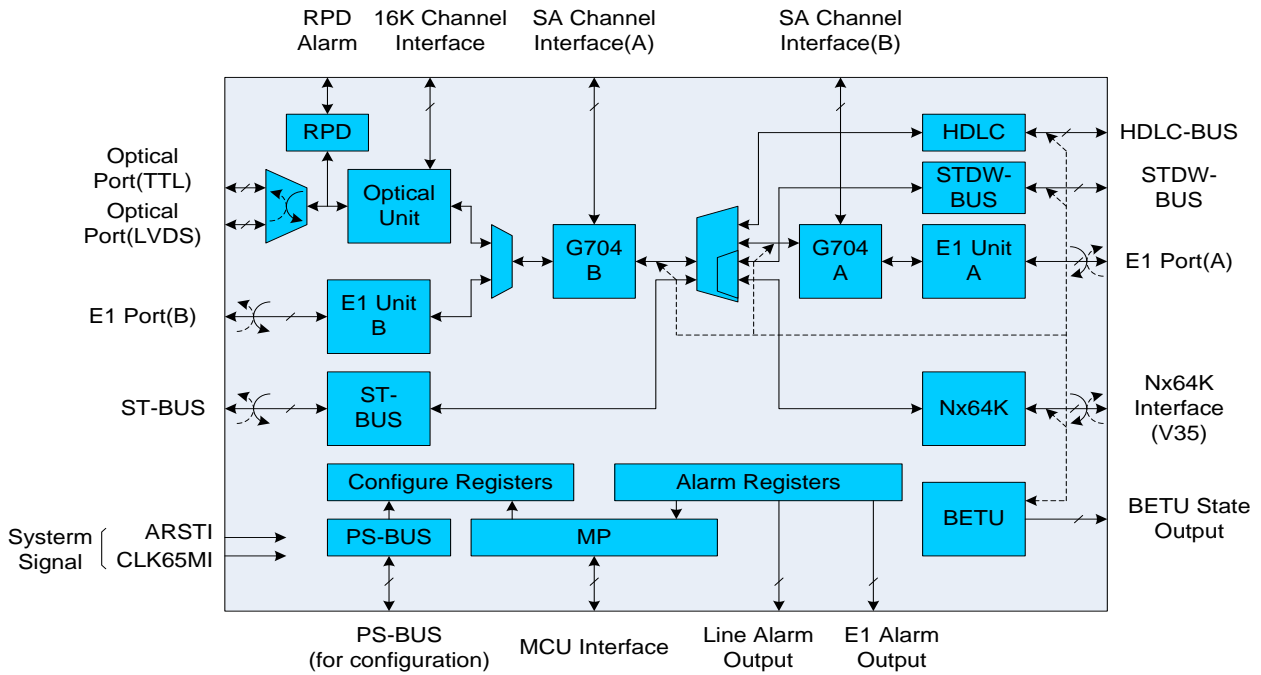 RPD
Alarm
16K Channel
Interface
SA Channel
Interface(A)
SA Channel
Interface(B)
RPD
HDLC
HDLC-BUS
Optical
Port(TTL)
Optical
Port(LVDS)
Optical
Unit
STDW-
BUS
STDW-
BUS
G704
B
G704
A
E1 Unit
A
E1 Port(A)
E1 Port(B)
E1 Unit
B
ST-BUS
ST-
BUS
Nx64K
Nx64K
Interface
(V35)
Configure Registers
Alarm Registers
BETU
BETU State
Output
Systerm
Signal
ARSTI
CLK65MI
PS-BUS
MP
PS-BUS
(for configuration)
MCU Interface
Line Alarm
Output
E1 Alarm
Output